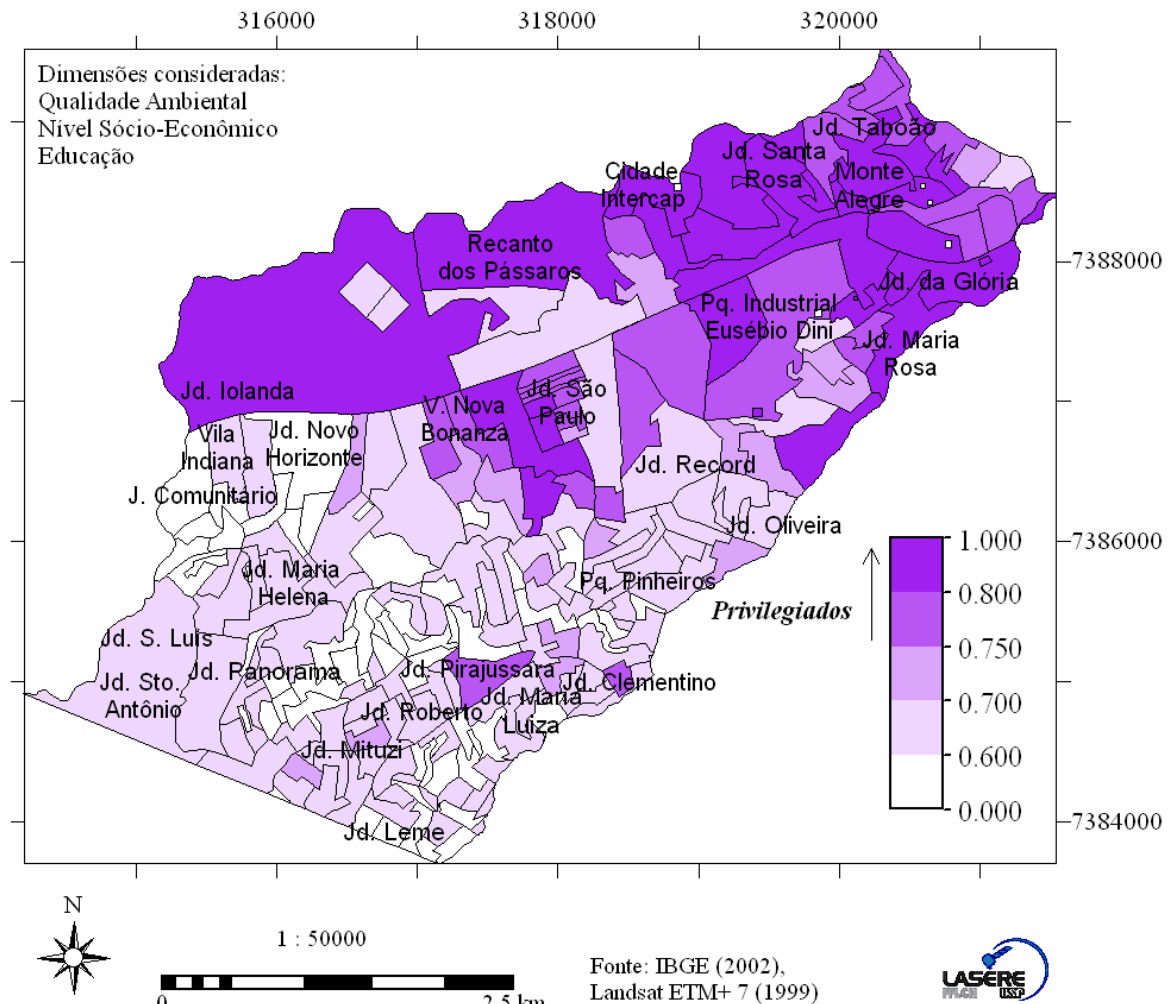 316000
318000
320000
Dimensões consideradas:
Qualidade Ambiental
Nível Sócio-Econômico
Educação
Jd. Taboão
Jd. Santa
Rosa
Cidade
Intercap
Monte
Alegre
Recanto
dos Pássaros
7388000
Jd. da Glória
Pq. Industrial
Eusébio Dini
Jd. Maria
Rosa
Jd. Iolanda
Jd. São
Paulo
V. Nova
Bonanza
Vila
Indiana
Jd. Novo
Horizonte
Jd. Record
J. Comunitário
Jd. Oliveira
7386000
Jd. Maria
Helena
Pq. Pinheiros
Jd. S. Luis
Jd. Panorama
Jd. Pirajussara
Jd. Sto.
Antônio
Jd. Clementino
Jd. Maria
Luiza
Jd. Roberto
Jd. Mituzi
Jd. Leme
7384000
Privilegiados
1.000
0.800
0.750
0.700
0.600
0.000
N
1 : 50000
0
2.5 km
Fonte: IBGE (2002),
Landsat ETM+ 7 (1999)
LASERE
FFLCH USP